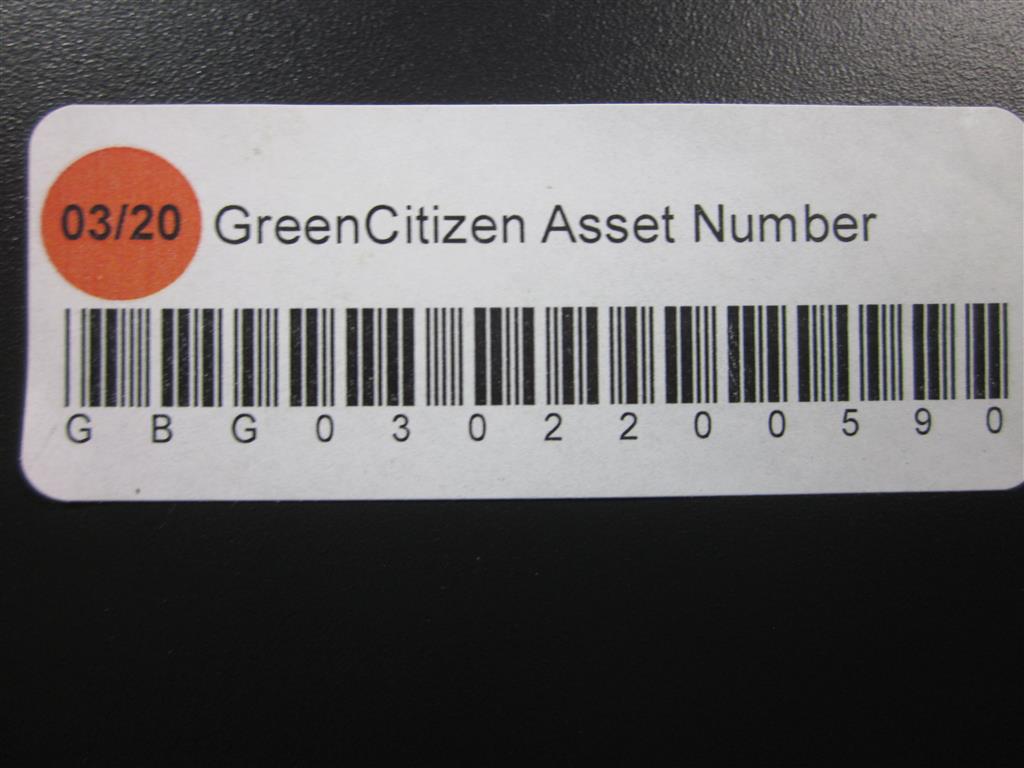 03/20 GreenCitizen Asset Number
G B G 0 3 0 2 2 0 0 5 9 0